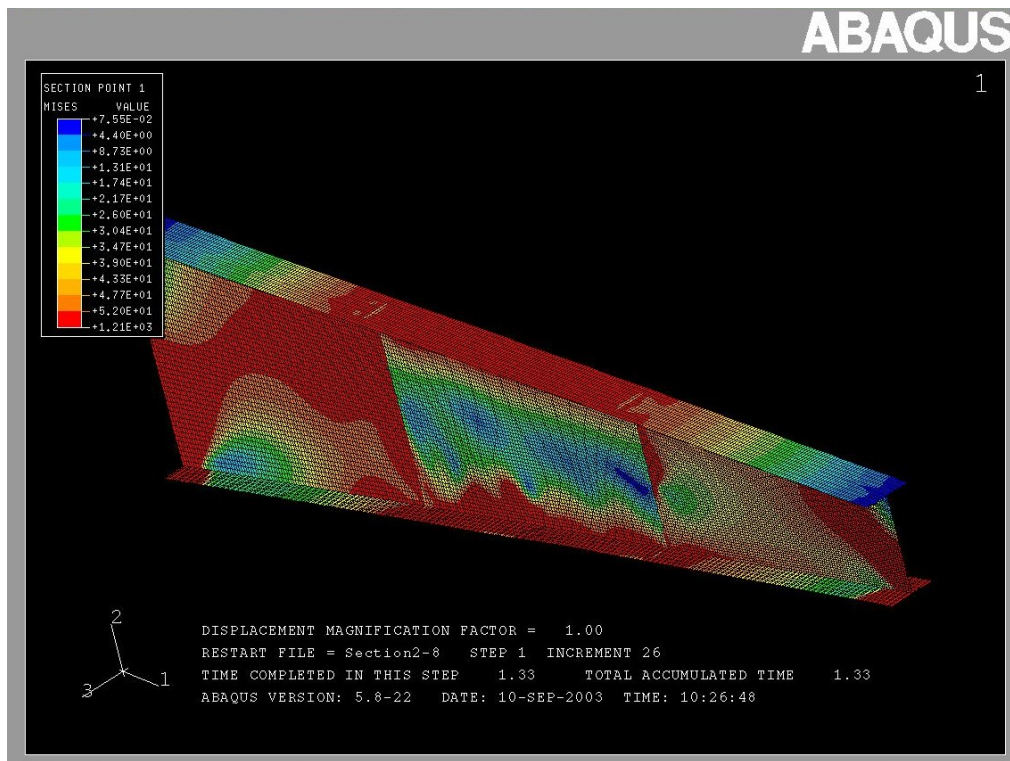 ABAQUS
1
SECTION POINT 1
MISES VALUE
+7.55E-02
+4.40E+00
+8.73E+00
+1.31E+01
+1.74E+01
+2.17E+01
+2.60E+01
+3.04E+01
+3.47E+01
+3.90E+01
+4.33E+01
+4.77E+01
+5.20E+01
+1.21E+03
2
1
3
DISPLACEMENT MAGNIFICATION FACTOR = 1.00
RESTART FILE = Section2-8 STEP 1 INCREMENT 26
TIME COMPLETED IN THIS STEP 1.33 TOTAL ACCUMULATED TIME 1.33
ABAQUS VERSION: 5.8-22 DATE: 10-SEP-2003 TIME: 10:26:48